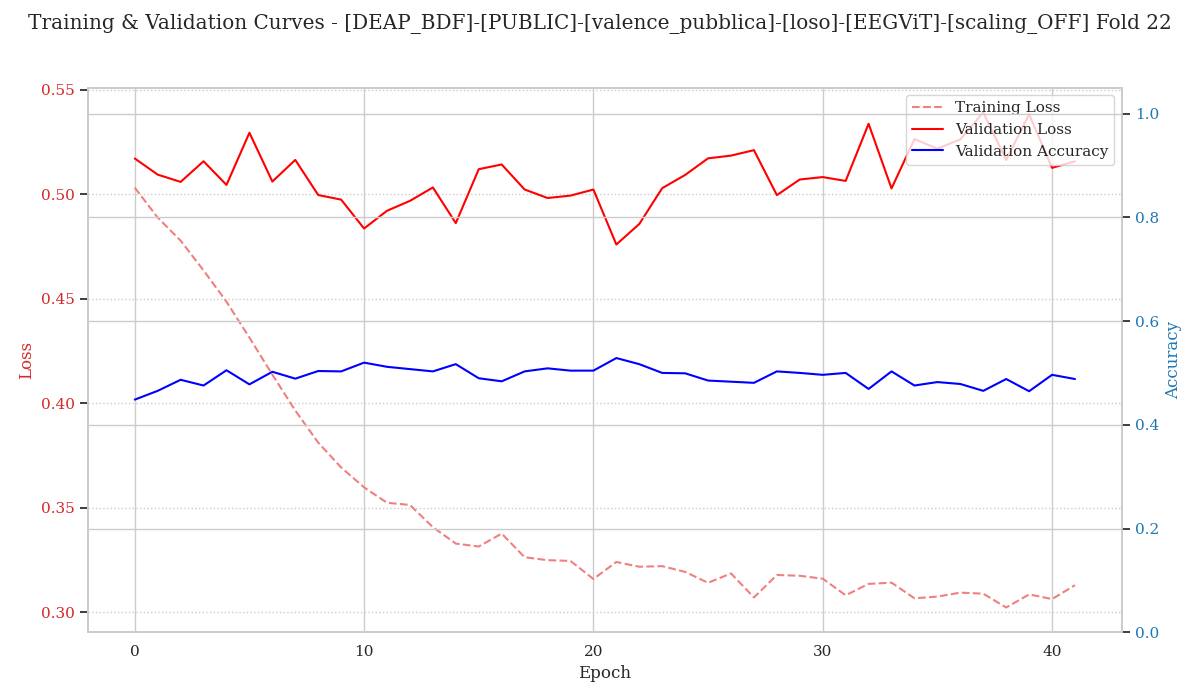 Training & Validation Curves - [DEAP_BDF]-[PUBLIC]-[valence_pubblica]-[loso]-[EEGViT]-[scaling_OFF] Fold 22
Training Loss
Validation Loss
Validation Accuracy
0.55
0.50
0.45
0.40
0.35
0.30
Loss
1.0
0.8
0.6
0.4
0.2
0.0
Accuracy
0
10
20
30
40
Epoch